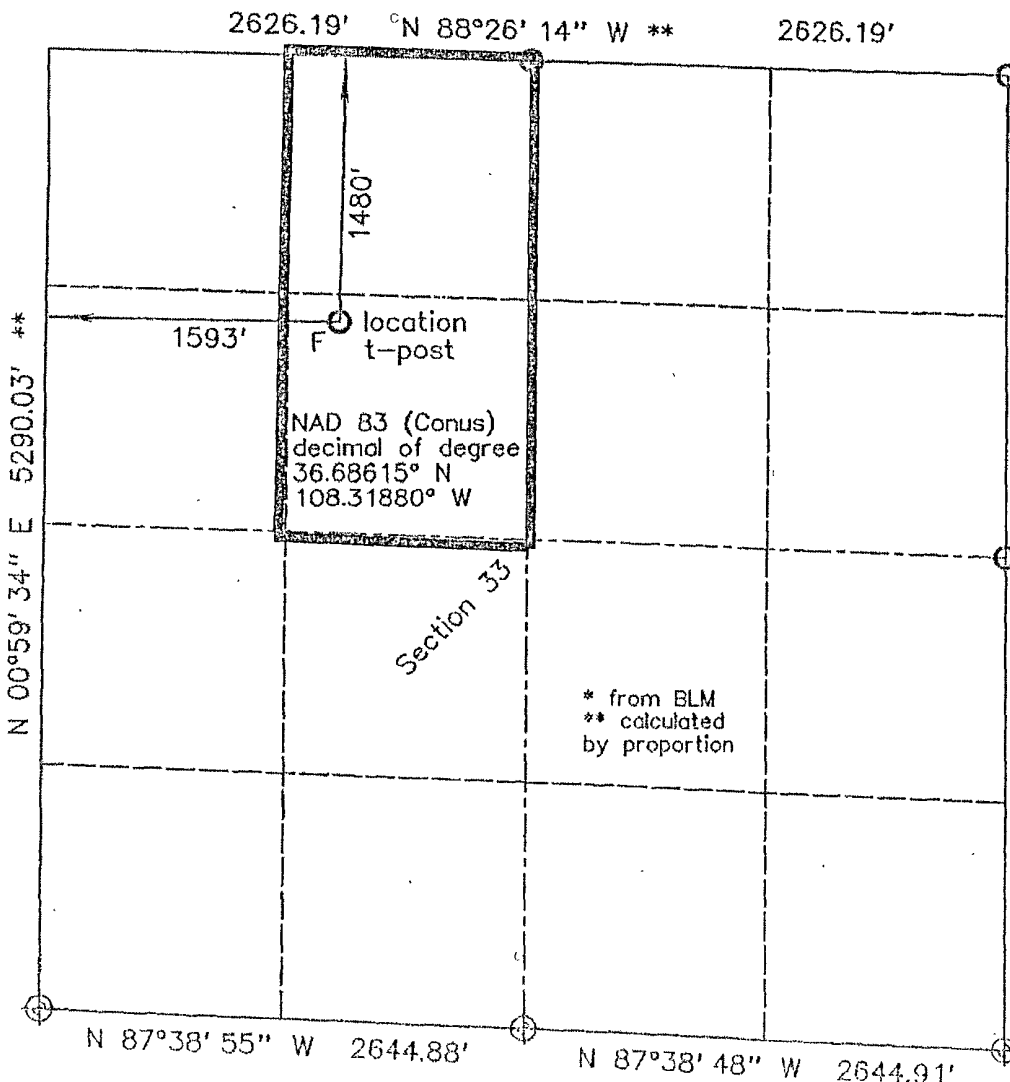 2626.19' N 88°26' 14" W ** 2626.19'
1480'
1593'
F
location
t-post
NAD 83 (Conus)
decimal of degree
36.68615° N
108.31880° W
N 00°59' 34" E 5290.03' **
Section 33
* from BLM
** calculated
by proportion
N 87°38' 55" W 2644.88'
N 87°38' 48" W 2644.91'